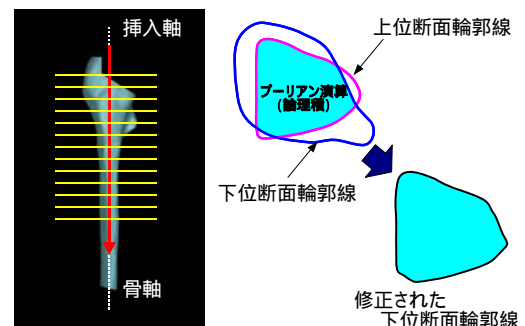 挿入軸
骨軸
上位断面輪郭線
ブーリアン演算
(論理積)
下位断面輪郭線
修正された
下位断面輪郭線